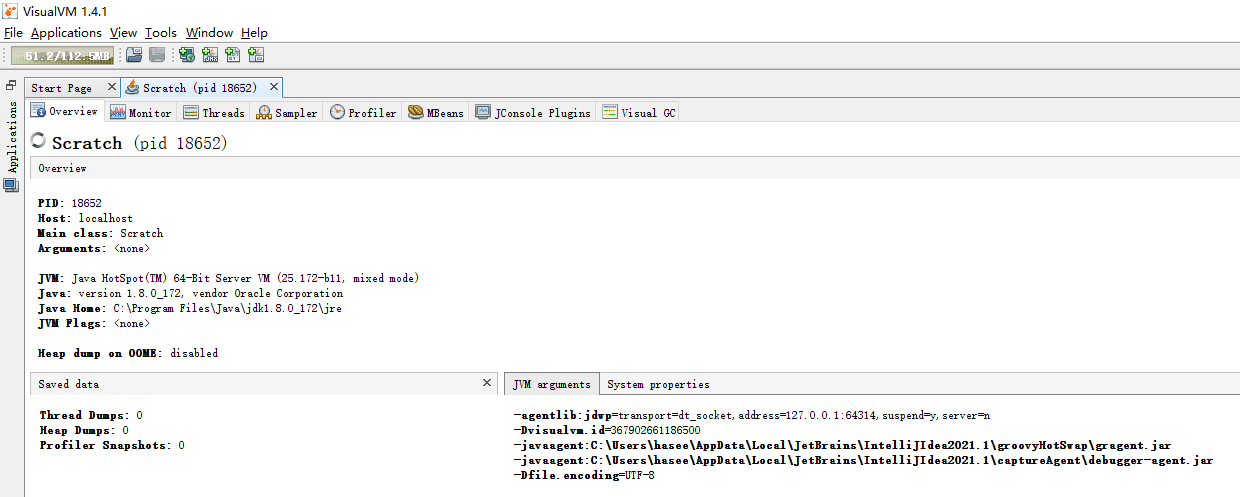 VisualVM 1.4.1
File Applications View Tools Window Help
51.2/112.5MB
Start Page Scratch (pid 18652)
Applications
Overview Monitor Threads Sampler Profiler MBeans JConsole Plugins Visual GC
Scratch (pid 18652)
Overview
PID: 18652
Host: localhost
Main class: Scratch
Arguments: <none>
JVM: Java HotSpot(TM) 64-Bit Server VM (25.172-b11, mixed mode)
Java: version 1.8.0_172, vendor Oracle Corporation
Java Home: C:\Program Files\Java\jdk1.8.0_172\jre
JVM Flags: <none>
Heap dump on OOME: disabled
Saved data
Thread Dumps: 0
Heap Dumps: 0
Profiler Snapshots: 0
JVM arguments System properties
-agentlib:jdwp=transport=dt_socket,address=127.0.0.1:64314,suspend=y,server=n
-Dvisualvm.id=367902661186500
-javaagent:C:\Users\hasee\AppData\Local\JetBrains\IntelliJIdea2021.1\groovyHotSwap\gragent.jar
-javaagent:C:\Users\hasee\AppData\Local\JetBrains\IntelliJIdea2021.1\captureAgent\debugger-agent.jar
-Dfile.encoding=UTF-8